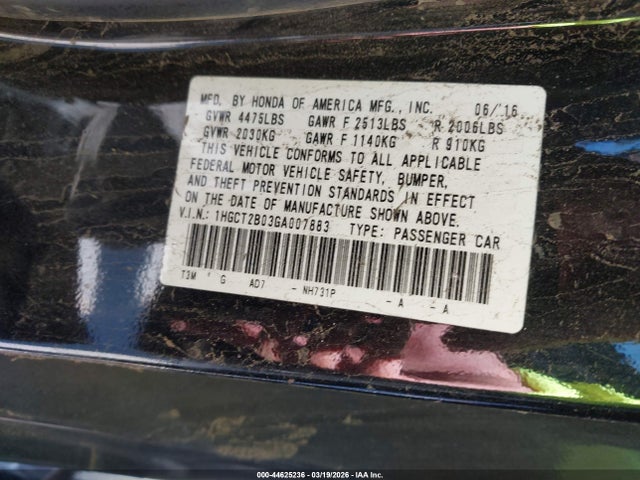 MFD. BY HONDA OF AMERICA MFG., INC. 06/16
GVWR 4475LBS GAWR F 2513LBS R 2006LBS
GVWR 2030KG GAWR F 1140KG R 910KG
THIS VEHICLE CONFORMS TO ALL APPLICABLE
FEDERAL MOTOR VEHICLE SAFETY, BUMPER,
AND THEFT PREVENTION STANDARDS IN EFFECT
ON THE DATE OF MANUFACTURE SHOWN ABOVE.
V.I.N.: 1HGCT2B03GA007883 TYPE: PASSENGER CAR
T3M G AD7 - NH731P - A - A
000-44625236 - 03/19/2026 - IAA Inc.